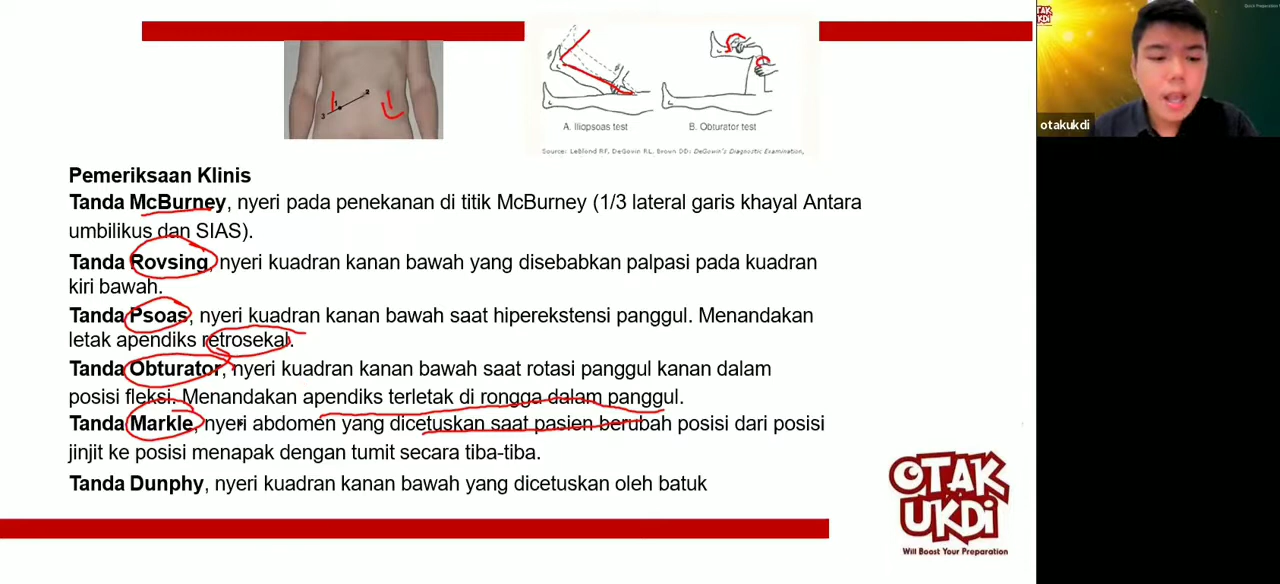 A. Iliopsoas test
B. Obturator test
Source: LeBlond RF, DeGowin RL, Brown DD: DeGowin's Diagnostic Examination,
1
2
3
Pemeriksaan Klinis
Tanda McBurney, nyeri pada penekanan di titik McBurney (1/3 lateral garis khayal Antara
umbilikus dan SIAS).
Tanda Rovsing, nyeri kuadran kanan bawah yang disebabkan palpasi pada kuadran
kiri bawah.
Tanda Psoas, nyeri kuadran kanan bawah saat hiperekstensi panggul. Menandakan
letak apendiks retrosekal.
Tanda Obturator, nyeri kuadran kanan bawah saat rotasi panggul kanan dalam
posisi fleksi. Menandakan apendiks terletak di rongga dalam panggul.
Tanda Markle, nyeri abdomen yang dicetuskan saat pasien berubah posisi dari posisi
jinjit ke posisi menapak dengan tumit secara tiba-tiba.
Tanda Dunphy, nyeri kuadran kanan bawah yang dicetuskan oleh batuk
OTAK
UKDI
otakukdi
OTAK
UKDi
Will Boost Your Preparation